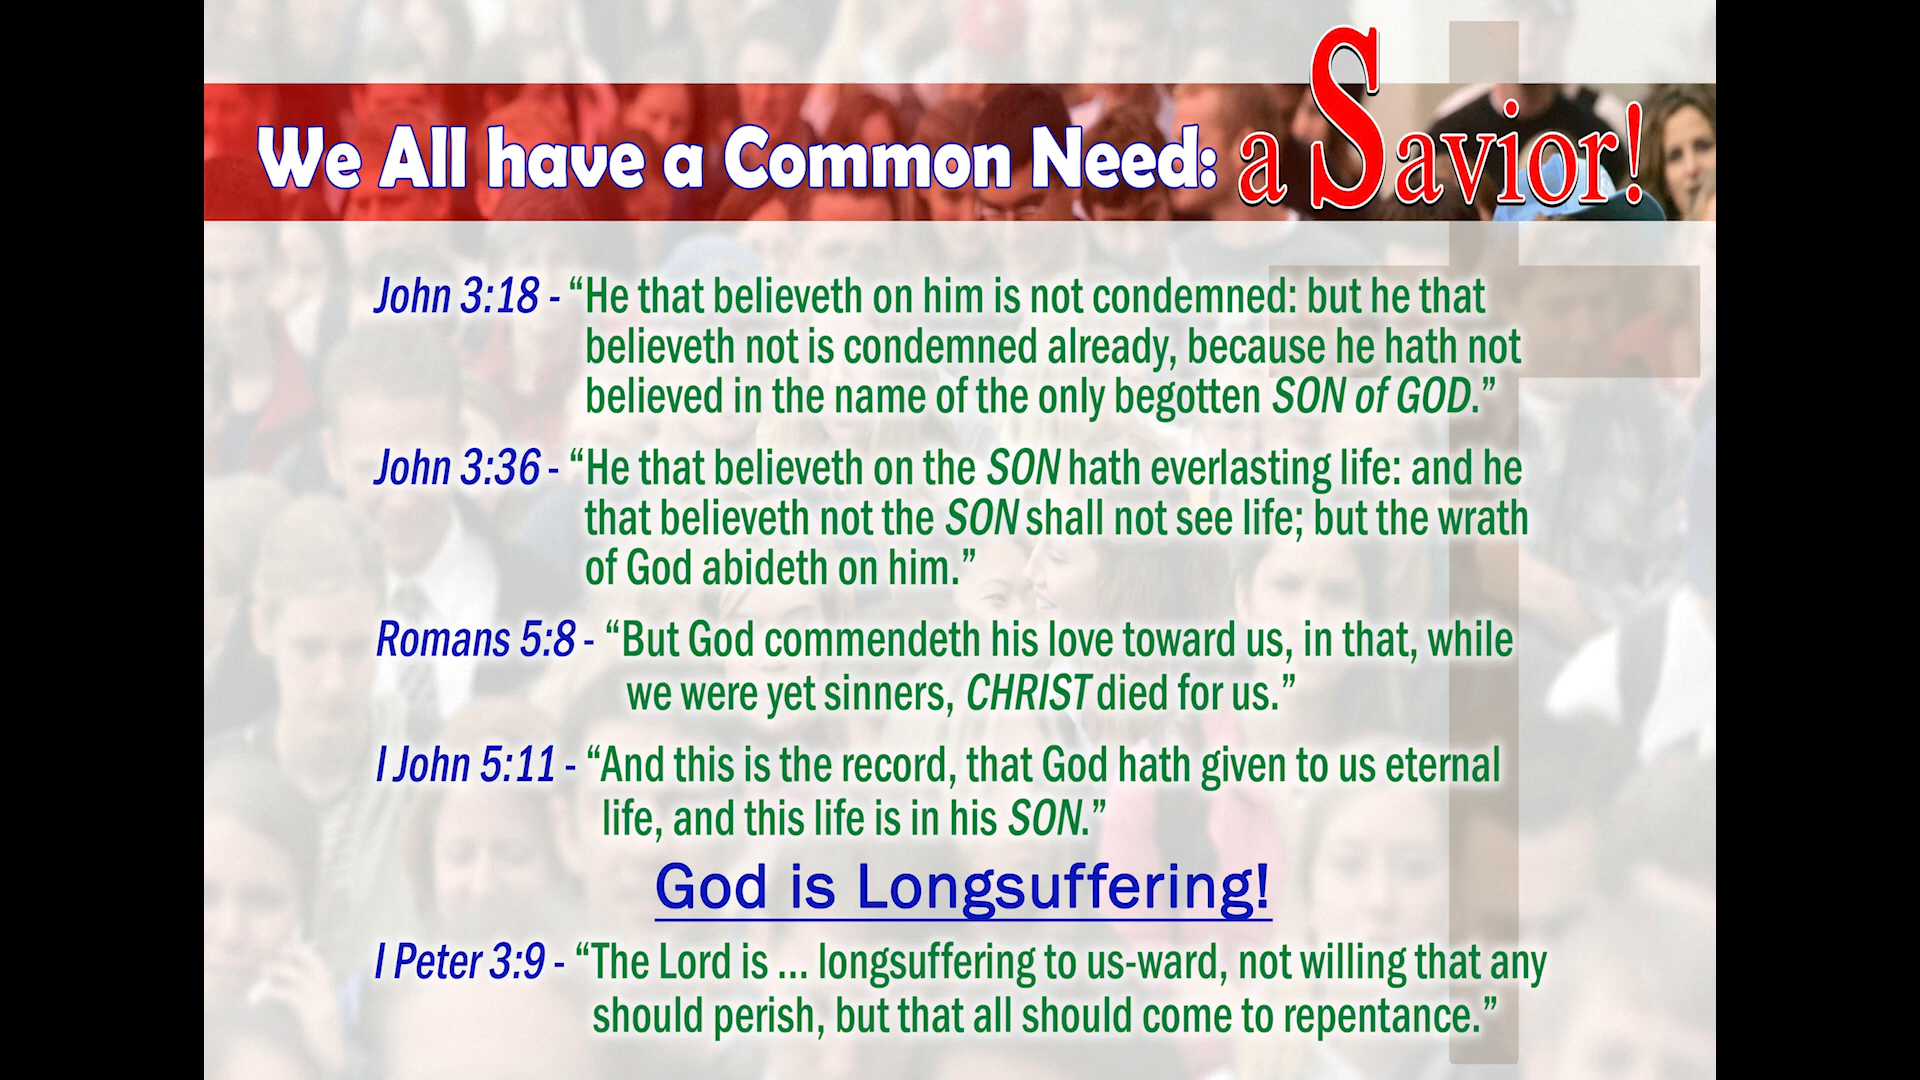 We All have a Common Need: a Savior!
John 3:18 - “He that believeth on him is not condemned: but he that
believeth not is condemned already, because he hath not
believed in the name of the only begotten SON of GOD.”
John 3:36 - “He that believeth on the SON hath everlasting life: and he
that believeth not the SON shall not see life; but the wrath
of God abideth on him.”
Romans 5:8 - “But God commendeth his love toward us, in that, while
we were yet sinners, CHRIST died for us.”
I John 5:11 - “And this is the record, that God hath given to us eternal
life, and this life is in his SON.”
God is Longsuffering!
I Peter 3:9 - “The Lord is ... longsuffering to us-ward, not willing that any
should perish, but that all should come to repentance.”